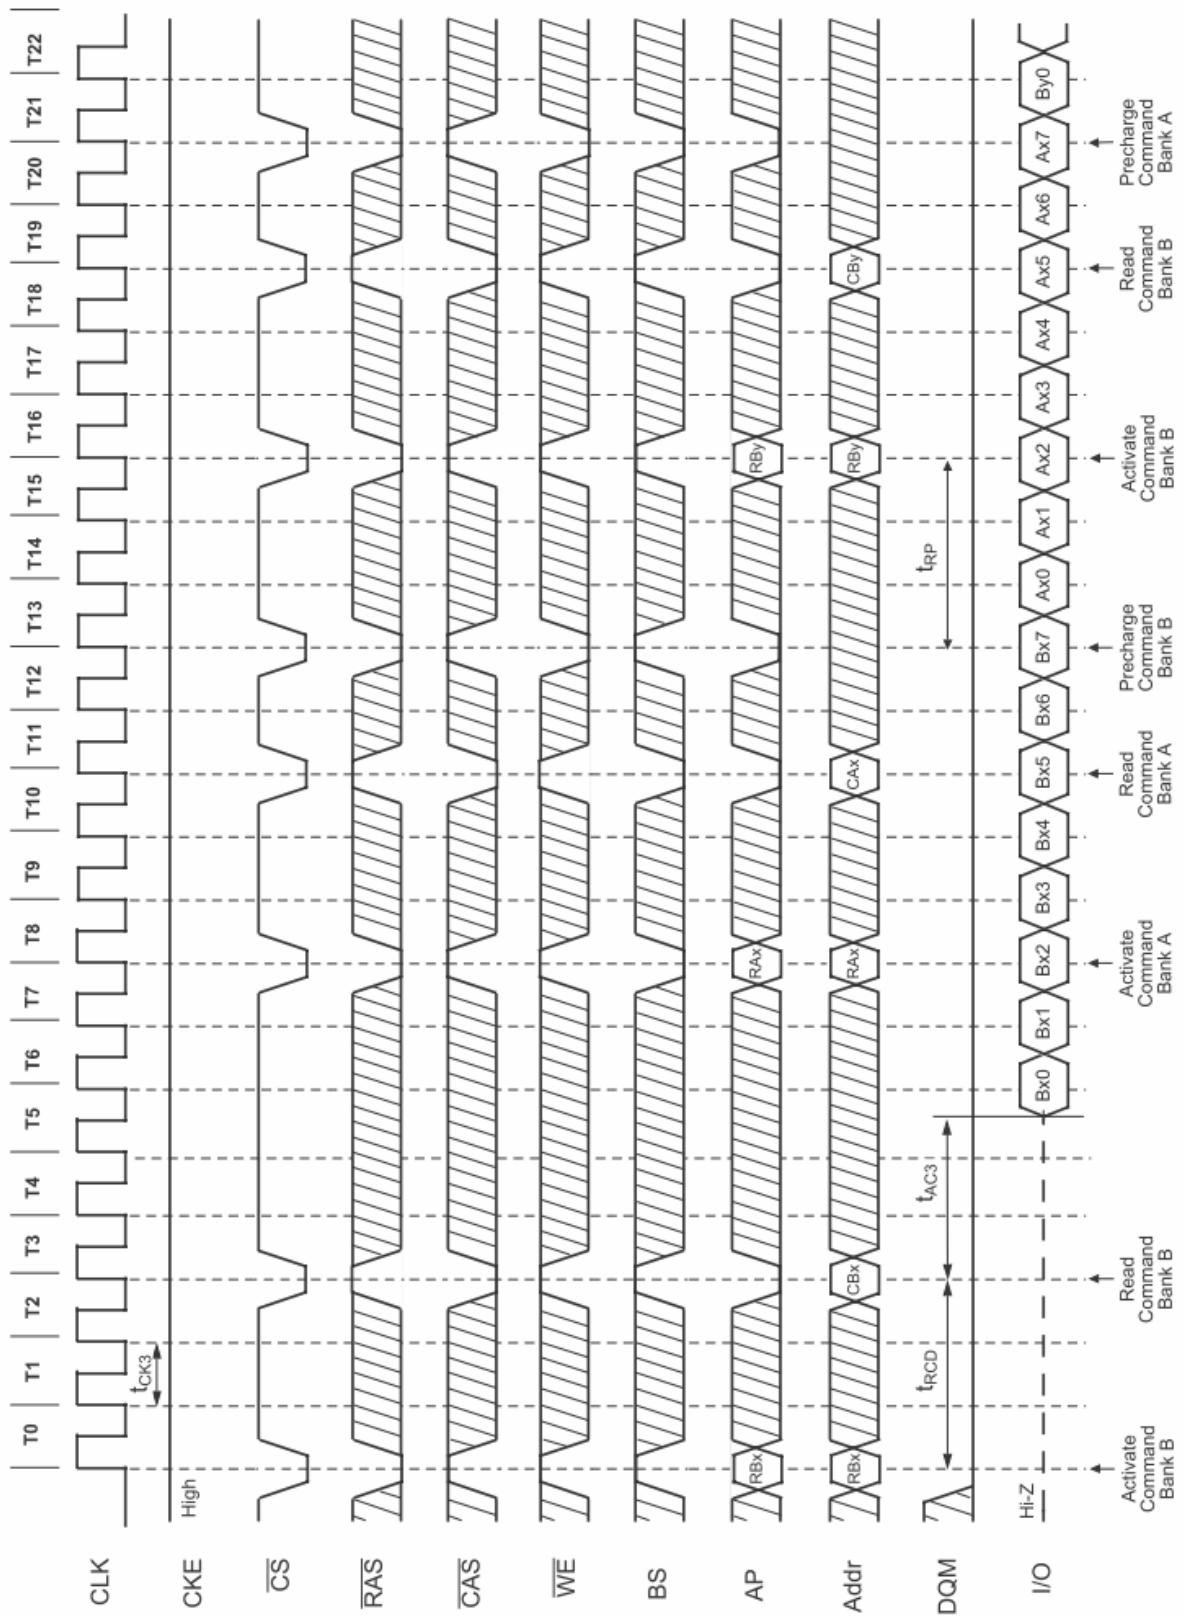 T0 T1 T2 T3 T4 T5 T6 T7 T8 T9 T10 T11 T12 T13 T14 T15 T16 T17 T18 T19 T20 T21 T22
CLK
tCK3
CKE
High
CS
RAS
CAS
WE
BS
AP RBx RAx RBy
Addr RBx CBx RAx CAx RBy CBy
DQM
tRCD tAC3 tRP
I/O
Hi-Z Bx0 Bx1 Bx2 Bx3 Bx4 Bx5 Bx6 Bx7 Ax0 Ax1 Ax2 Ax3 Ax4 Ax5 Ax6 Ax7 By0
Activate
Command
Bank B
Read
Command
Bank B
Activate
Command
Bank A
Read
Command
Bank A
Precharge
Command
Bank B
Activate
Command
Bank B
Read
Command
Bank B
Precharge
Command
Bank A